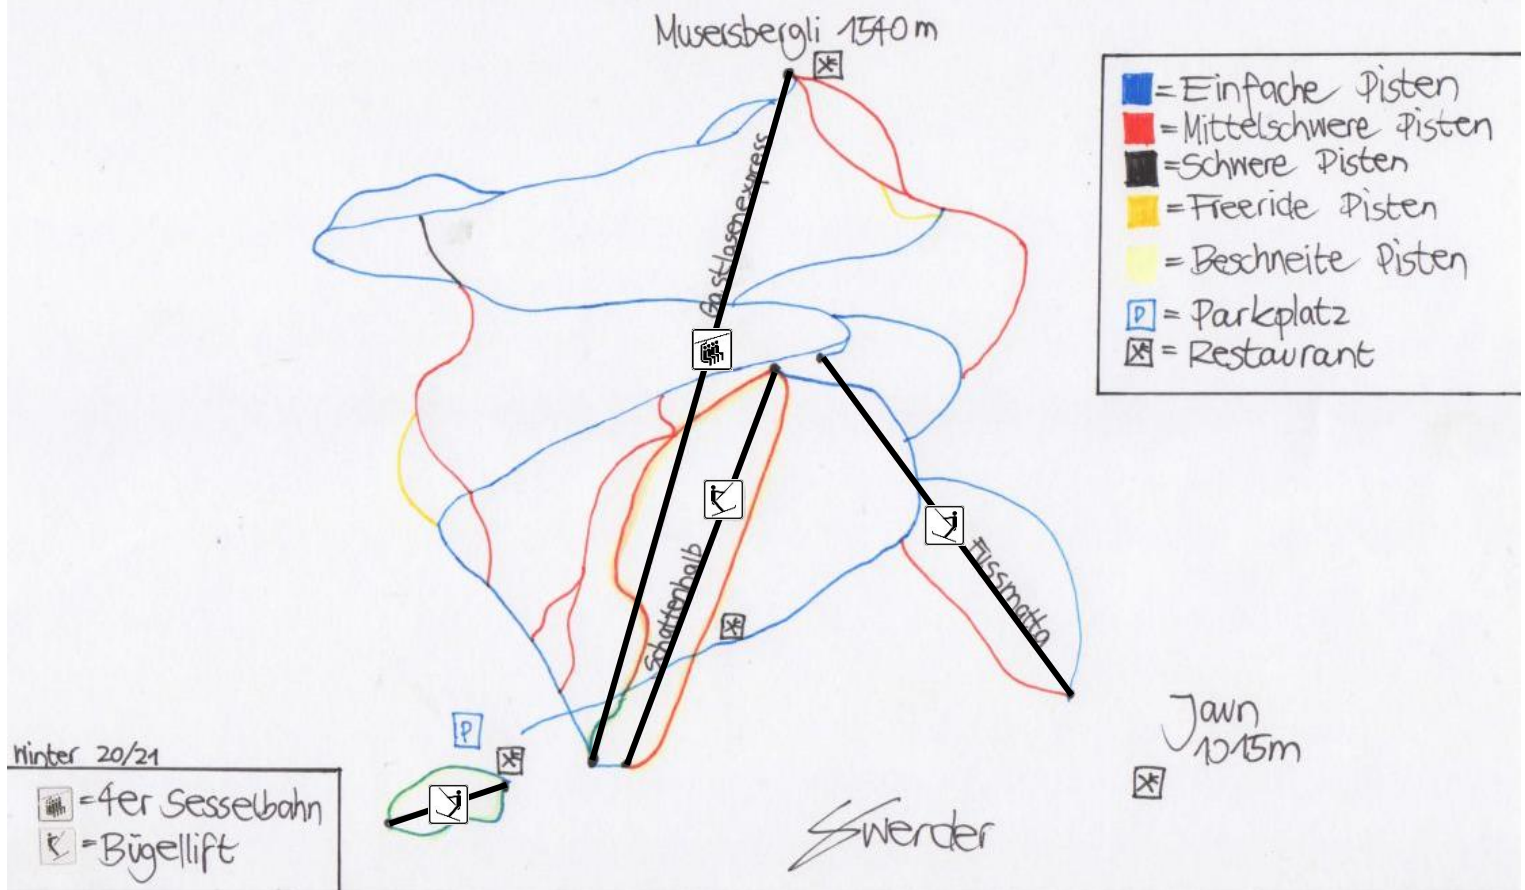 Musersbergli 1540m
= Einfache Pisten
= Mittelschwere Pisten
= Schwere Pisten
= Freeride Pisten
= Beschneite Pisten
P = Parkplatz
= Restaurant
Gastlosenexpress
Schattenhalb
Füssmatta
P
Jaun
1015m
Winter 20/21
= 4er Sesselbahn
= Bügellift
Swerder